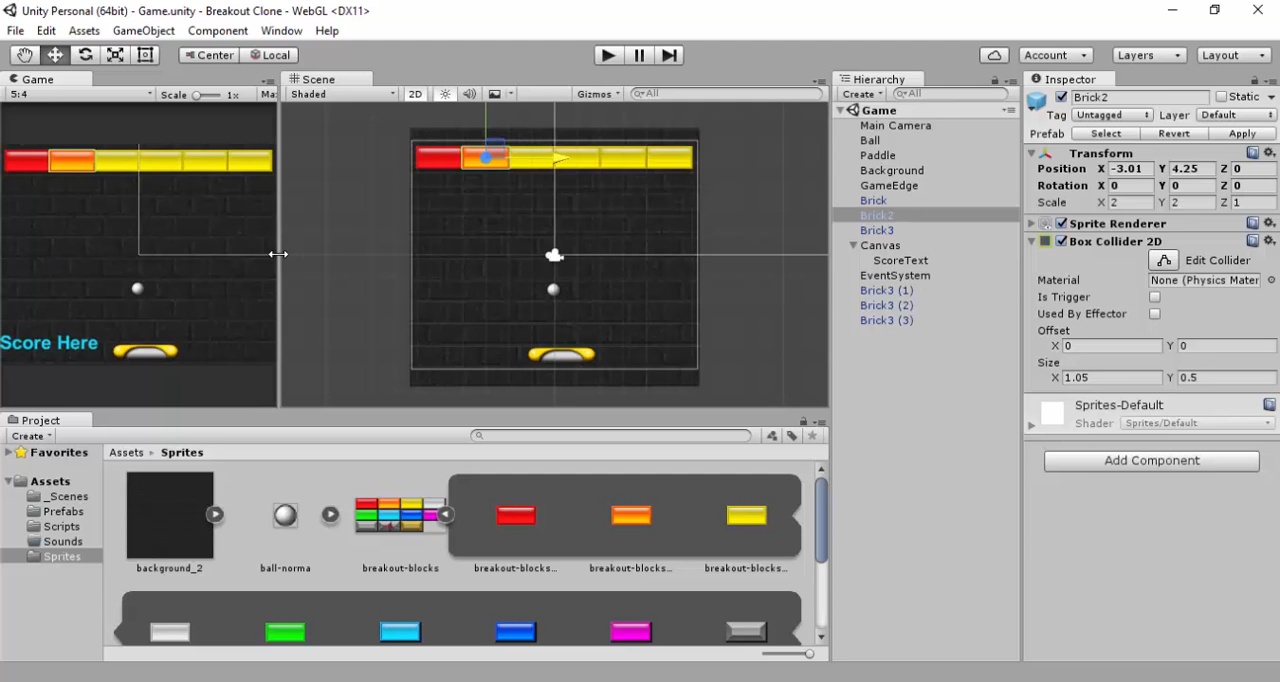 Unity Personal (64bit) - Game.unity - Breakout Clone - WebGL <DX11>
File Edit Assets GameObject Component Window Help
Center Local Account Layers Layout
Game Scene Hierarchy Inspector
5:4 Scale 1x Ma: Shaded 2D Gizmos All Create All
Brick2 Static
Tag Untagged Layer Default
Prefab Select Revert Apply
Game
Main Camera
Ball
Paddle
Background
GameEdge
Brick
Brick2
Brick3
Canvas
ScoreText
EventSystem
Brick3 (1)
Brick3 (2)
Brick3 (3)
Transform
Position X -3.01 Y 4.25 Z 0
Rotation X 0 Y 0 Z 0
Scale X 2 Y 2 Z 1
Sprite Renderer
Box Collider 2D
Edit Collider
Material None (Physics Mater
Is Trigger
Used By Effector
Offset
X 0 Y 0
Size
X 1.05 Y 0.5
Sprites-Default
Shader Sprites/Default
Add Component
Score Here
Project
Create
Favorites
Assets
_Scenes
Prefabs
Scripts
Sounds
Sprites
Assets ▸ Sprites
background_2 ball-norma breakout-blocks breakout-blocks... breakout-blocks... breakout-blocks...